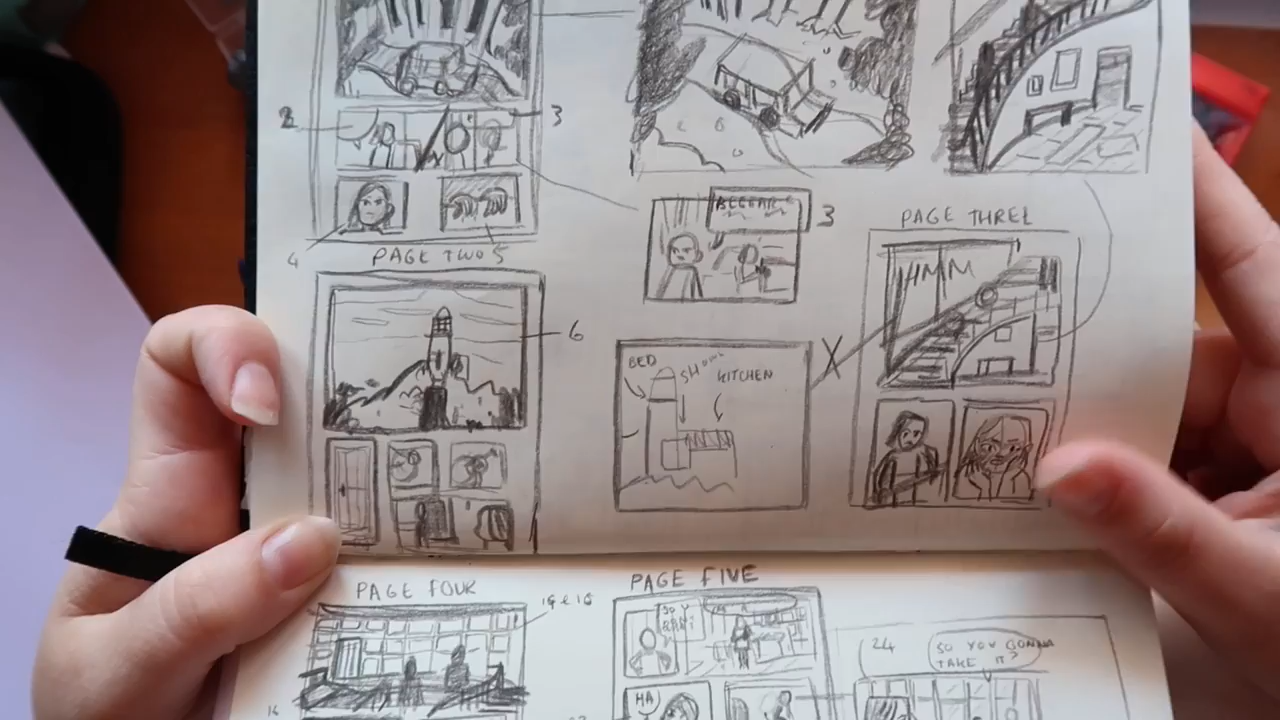 2
3
4
PAGE TWO 5
6
3
PAGE THREE
HMM
BED
KITCHEN
X
PAGE FOUR
16
PAGE FIVE
HA
24
SO YOU GONNA
TAKE IT?